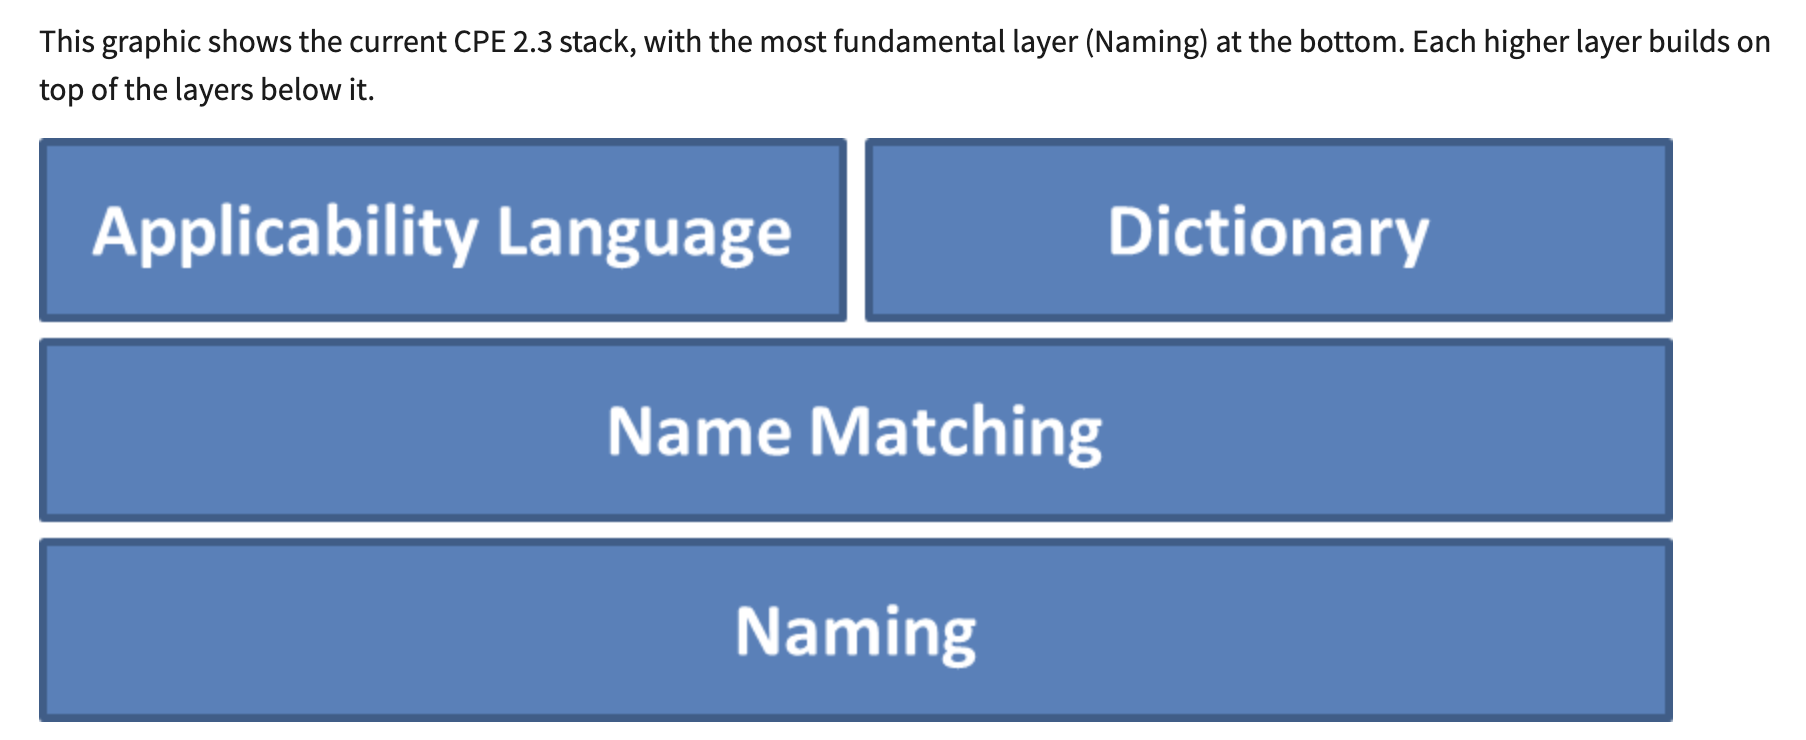 This graphic shows the current CPE 2.3 stack, with the most fundamental layer (Naming) at the bottom. Each higher layer builds on
top of the layers below it.
Applicability Language
Dictionary
Name Matching
Naming